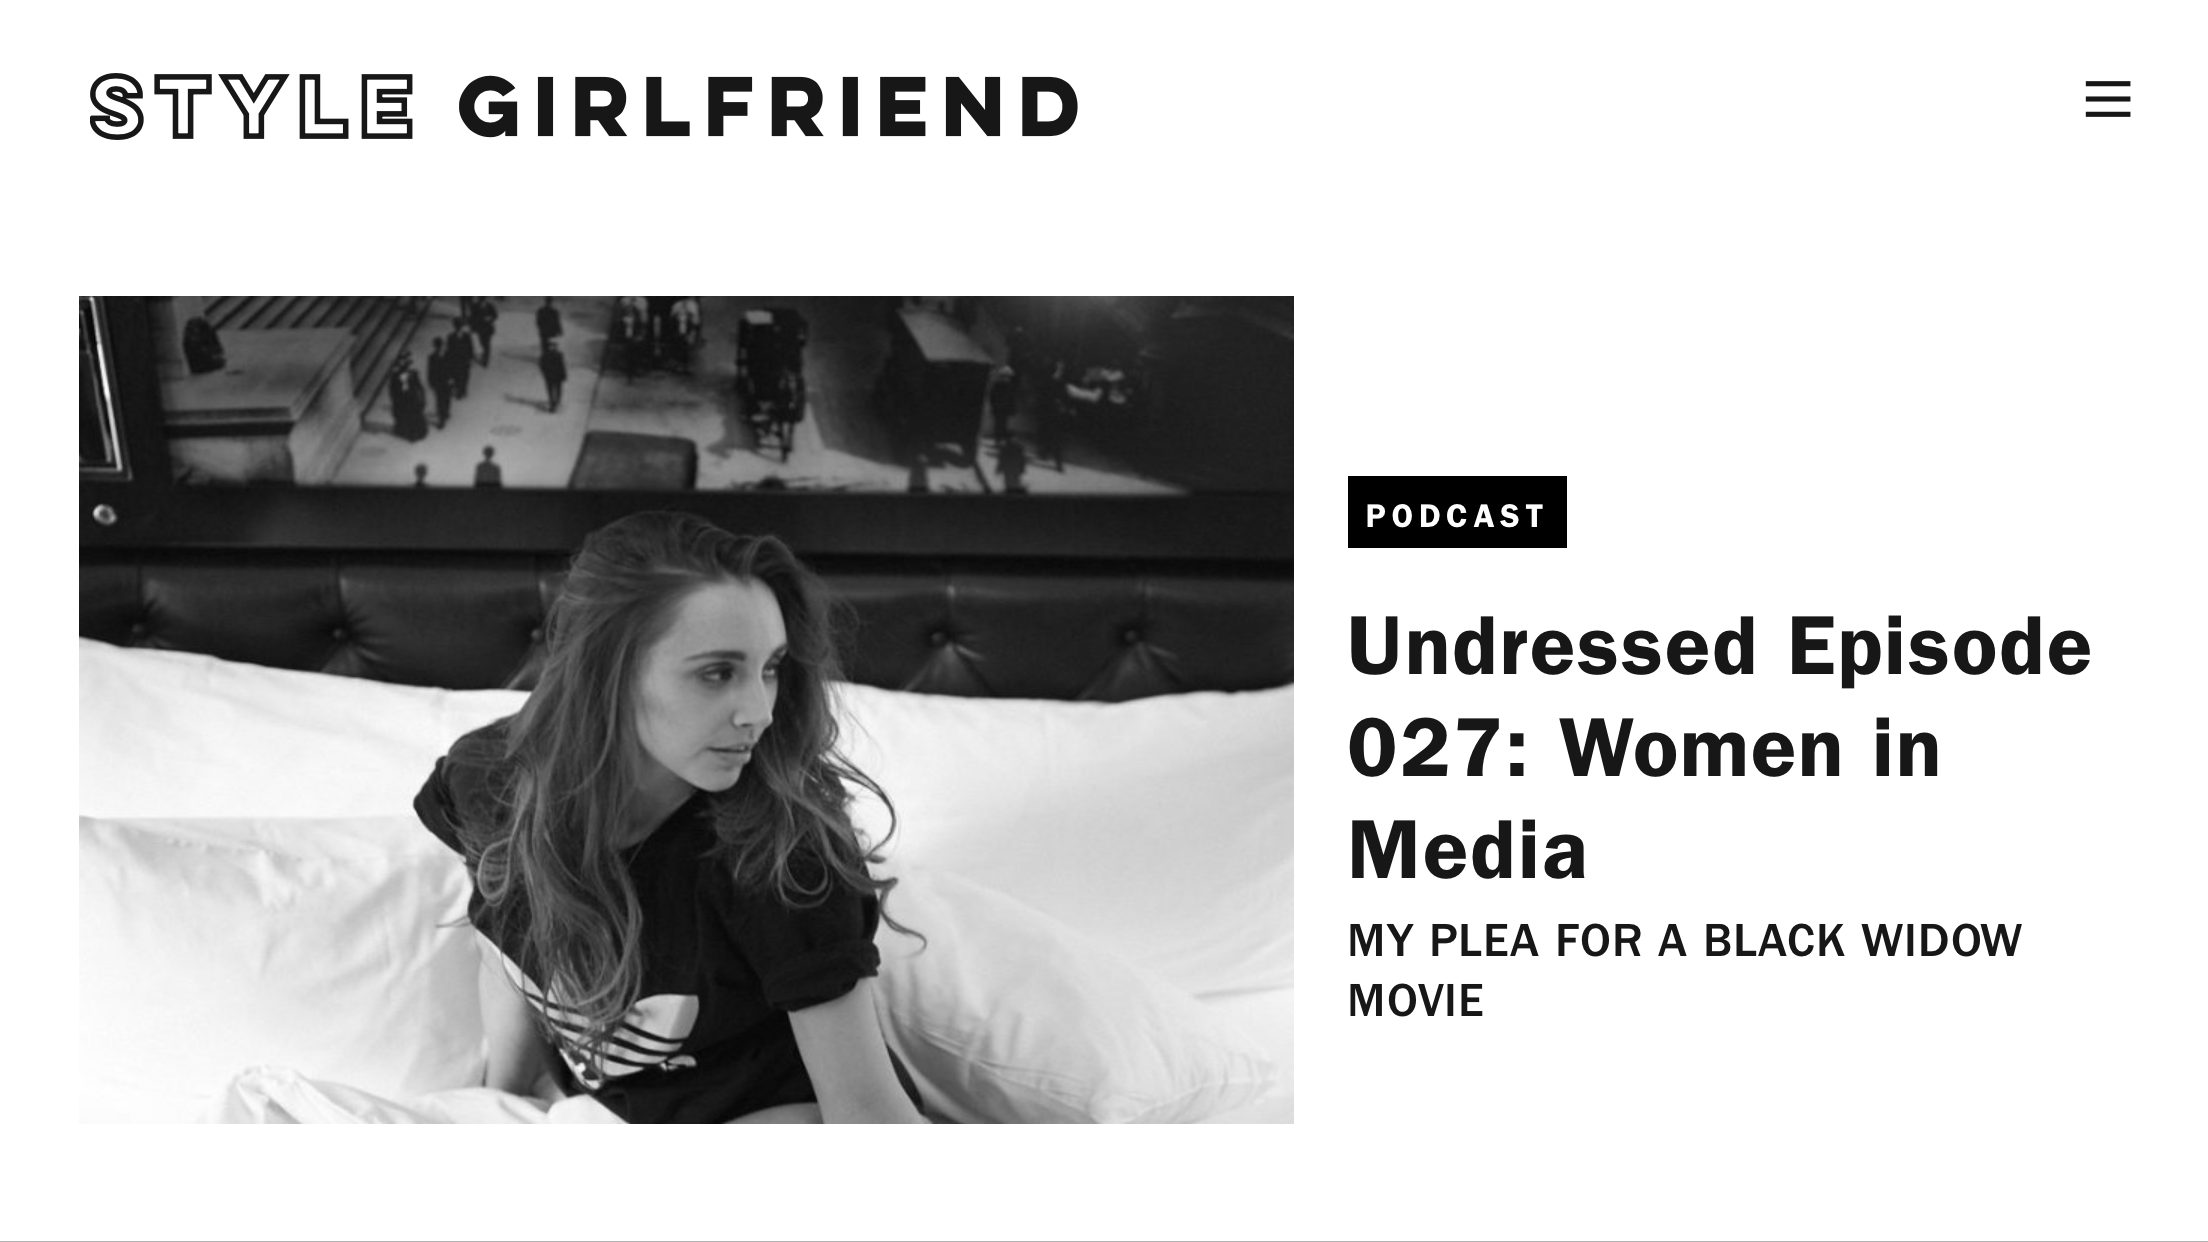 STYLE GIRLFRIEND
PODCAST
Undressed Episode
027: Women in
Media
MY PLEA FOR A BLACK WIDOW
MOVIE